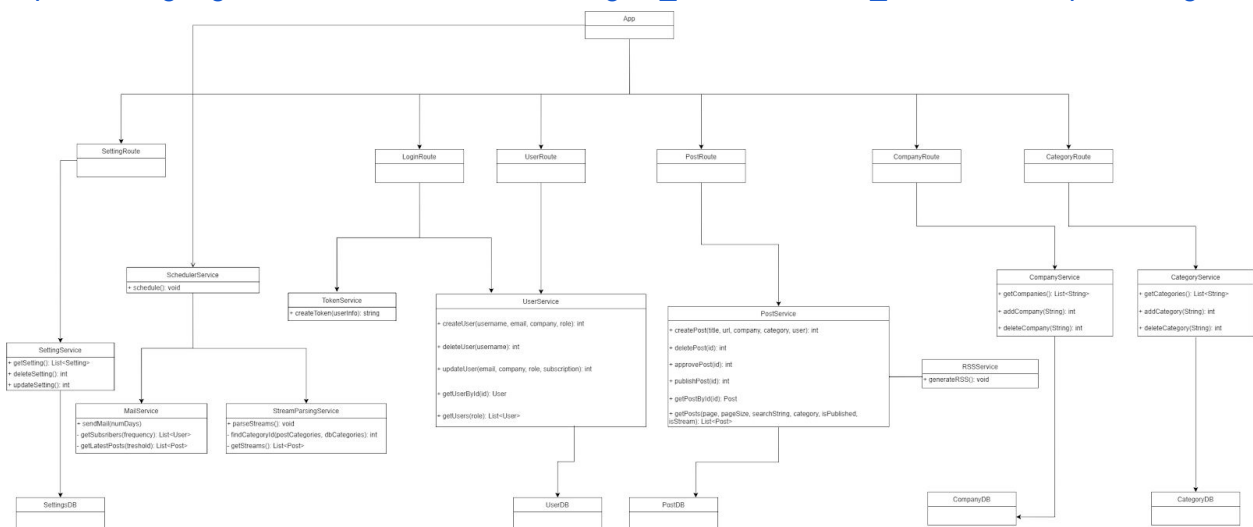 App
SettingRoute
LoginRoute
UserRoute
PostRoute
CompanyRoute
CategoryRoute
SchedulerService
+ schedule(): void
TokenService
+ createToken(userInfo): string
UserService
+ createUser(username, email, company, role): int
+ deleteUser(username): int
+ updateUser(email, company, role, subscription): int
+ getUserById(id): User
+ getUsers(role): List<User>
PostService
+ createPost(title, url, company, category, user): int
+ deletePost(id): int
+ approvePost(id): int
+ publishPost(id): int
+ getPostById(id): Post
+ getPosts(page, pageSize, searchString, category, isPublished,
isStream): List<Post>
CompanyService
+ getCompanies(): List<String>
+ addCompany(String): int
+ deleteCompany(String): int
CategoryService
+ getCategories(): List<String>
+ addCategory(String): int
+ deleteCategory(String): int
SettingService
+ getSetting(): List<Setting>
+ deleteSetting(): int
+ updateSetting(): int
RSSService
+ generateRSS(): void
MailService
+ sendMail(numDays)
- getSubsribers(frequency): List<User>
- getLatestPosts(treshold): List<Post>
StreamParsingService
+ parseStreams(): void
- findCategoryId(postCategories, dbCategories): int
- getStreams(): List<Post>
SettingsDB
UserDB
PostDB
CompanyDB
CategoryDB